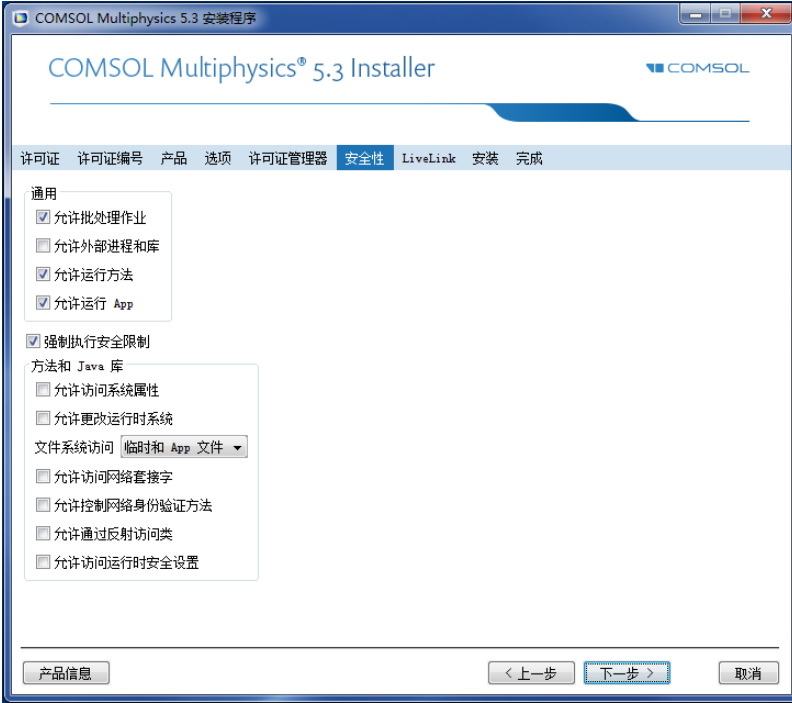 COMSOL Multiphysics 5.3 安装程序
COMSOL Multiphysics® 5.3 Installer
COMSOL
许可证 许可证编号 产品 选项 许可证管理器 安全性 LiveLink 安装 完成
通用
允许批处理作业
允许外部进程和库
允许运行方法
允许运行 App
强制执行安全限制
方法和 Java 库
允许访问系统属性
允许更改运行时系统
文件系统访问 临时和 App 文件
允许访问网络套接字
允许控制网络身份验证方法
允许通过反射访问类
允许访问运行时安全设置
产品信息 < 上一步 下一步 > 取消